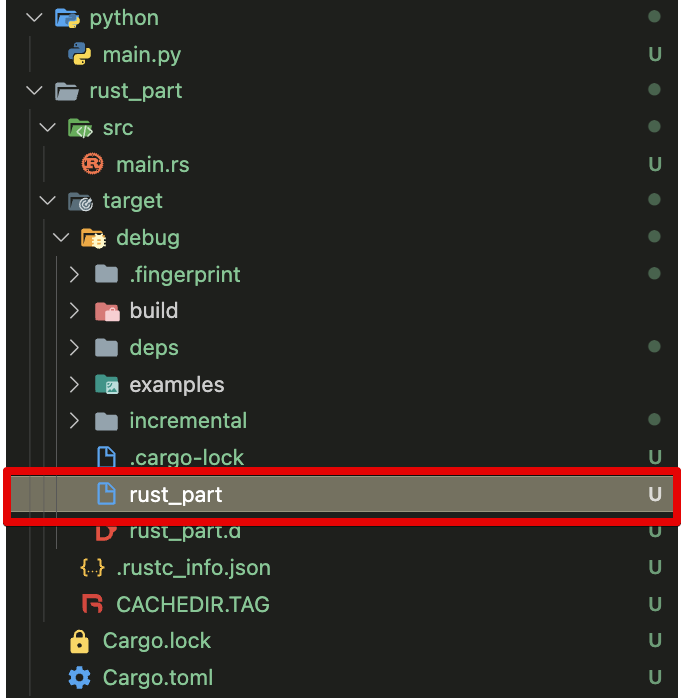 python
main.py U
rust_part
src
main.rs U
target
debug
.fingerprint
build
deps
examples
incremental
.cargo-lock U
rust_part U
rust_part.d U
{..} .rustc_info.json U
CACHEDIR.TAG U
Cargo.lock U
Cargo.toml U